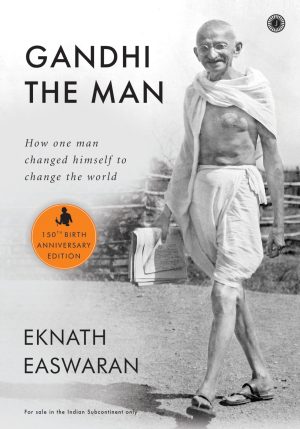 GANDHI
THE MAN
How one man
changed himself to
change the world
150TH BIRTH
ANNIVERSARY
EDITION
EKNATH
EASWARAN
For sale in the Indian Subcontinent only